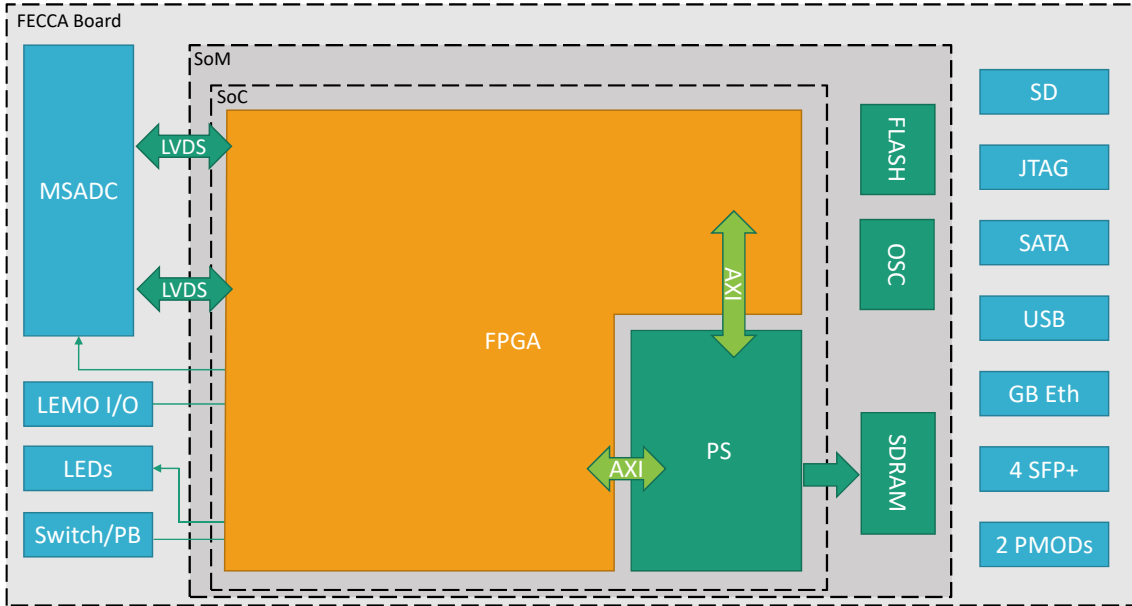 FECCA Board
MSADC
SoM
SoC
LVDS
LVDS
FPGA
AXI
AXI
PS
FLASH
OSC
SDRAM
LEMO I/O
LEDs
Switch/PB
SD
JTAG
SATA
USB
GB Eth
4 SFP+
2 PMODs